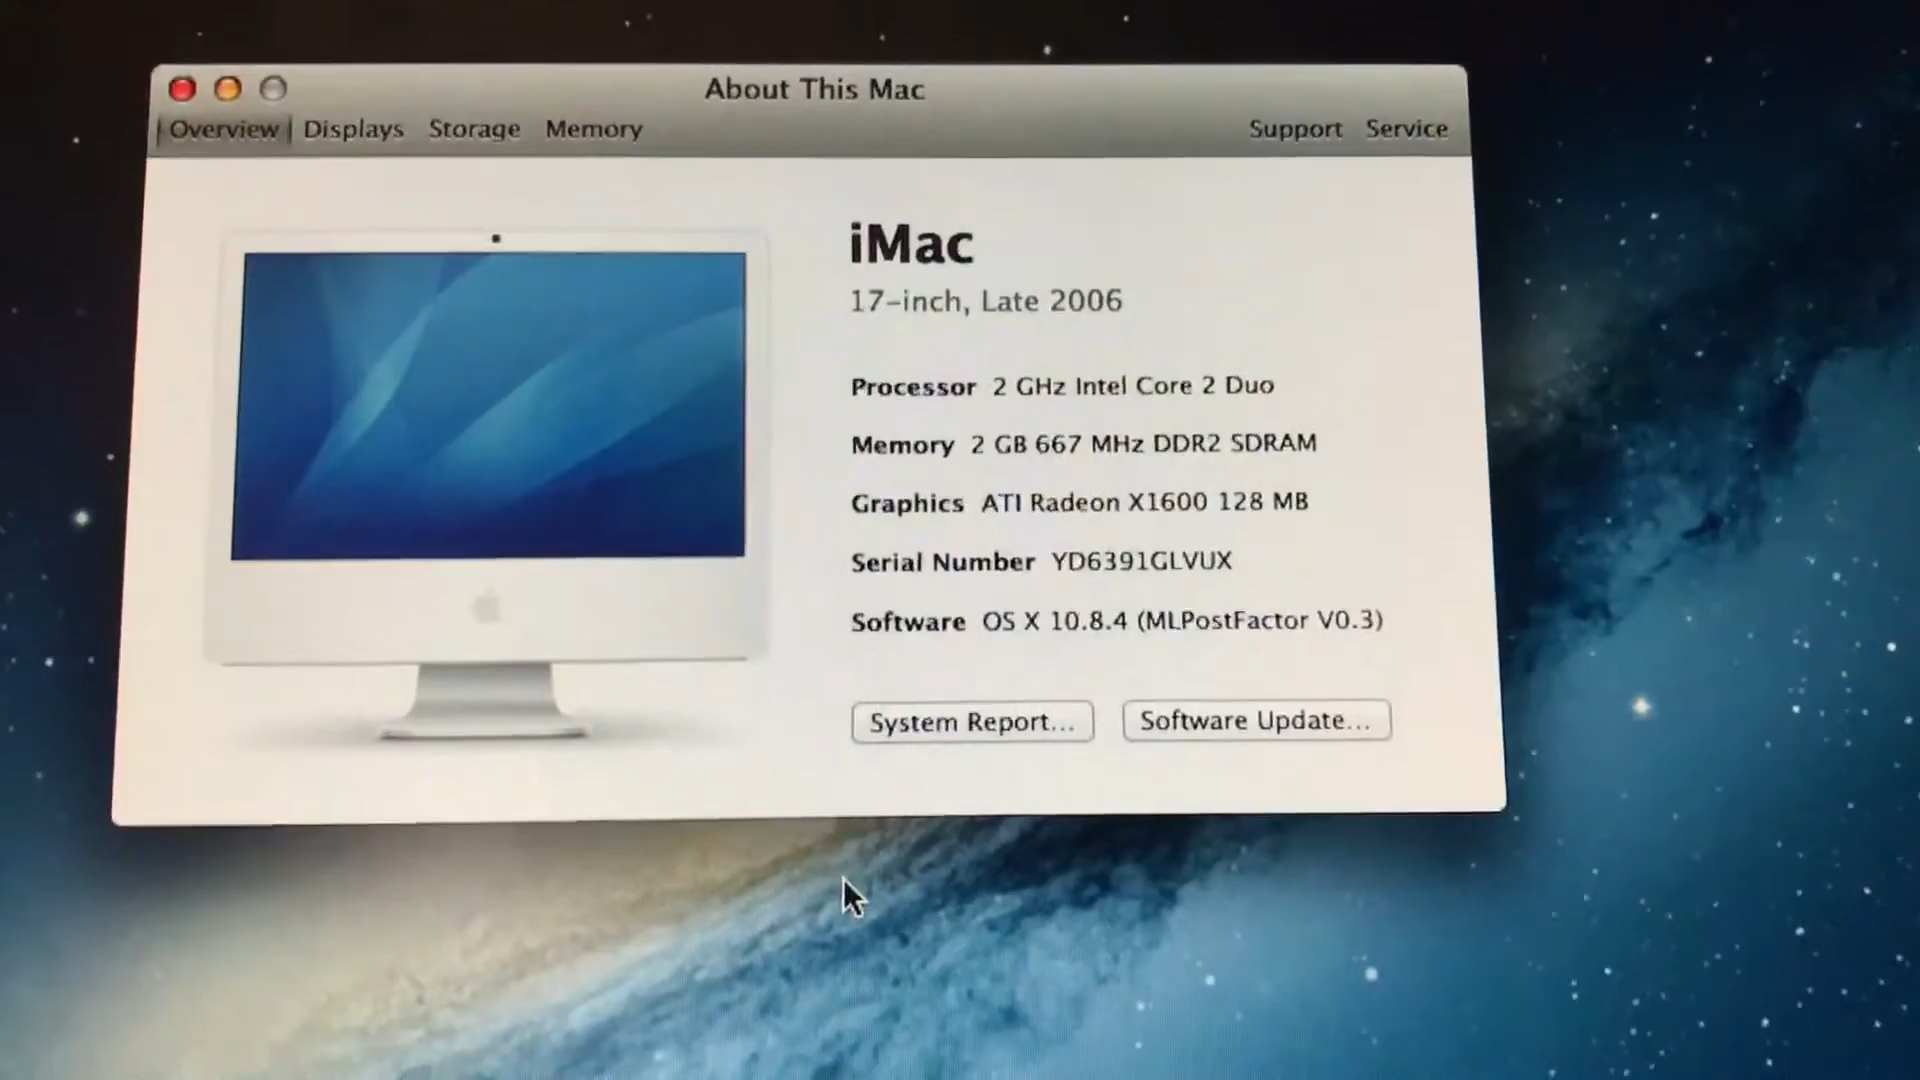 About This Mac
Overview Displays Storage Memory Support Service
iMac
17-inch, Late 2006
Processor 2 GHz Intel Core 2 Duo
Memory 2 GB 667 MHz DDR2 SDRAM
Graphics ATI Radeon X1600 128 MB
Serial Number YD6391GLVUX
Software OS X 10.8.4 (MLPostFactor V0.3)
System Report... Software Update...